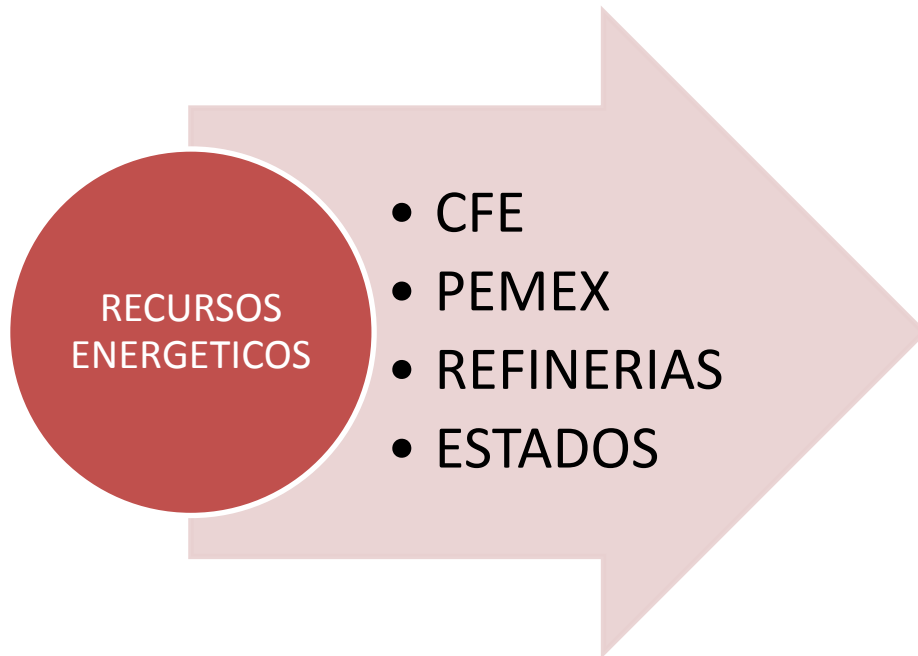 RECURSOS
ENERGETICOS
• CFE
• PEMEX
• REFINERIAS
• ESTADOS